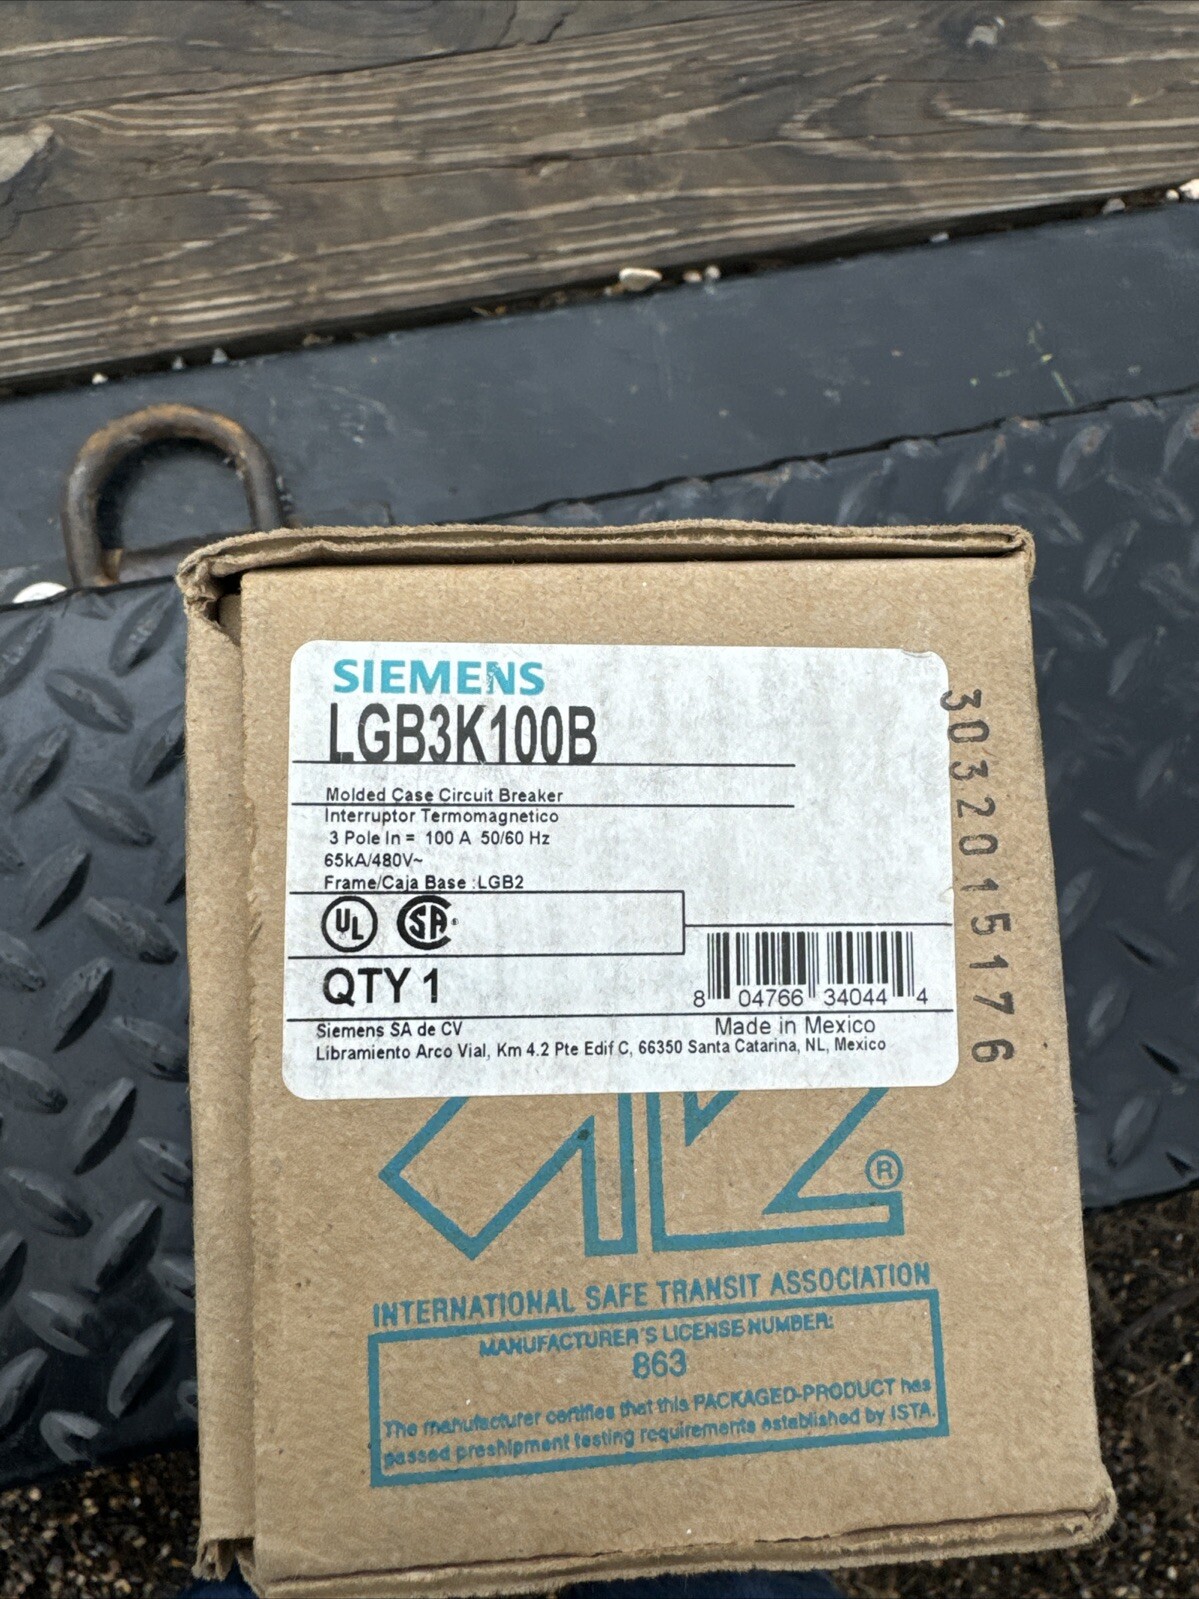 SIEMENS
LGB3K100B
Molded Case Circuit Breaker
Interruptor Termomagnetico
3 Pole In = 100 A 50/60 Hz
65kA/480V~
Frame/Caja Base :LGB2
UL SA
QTY 1
8 04766 34044 4
Siemens SA de CV
Made in Mexico
Libramiento Arco Vial, Km 4.2 Pte Edif C, 66350 Santa Catarina, NL, Mexico
30320151776
®
INTERNATIONAL SAFE TRANSIT ASSOCIATION
MANUFACTURER'S LICENSE NUMBER:
863
The manufacturer certifies that this PACKAGED-PRODUCT has
passed preshipment testing requirements established by ISTA.